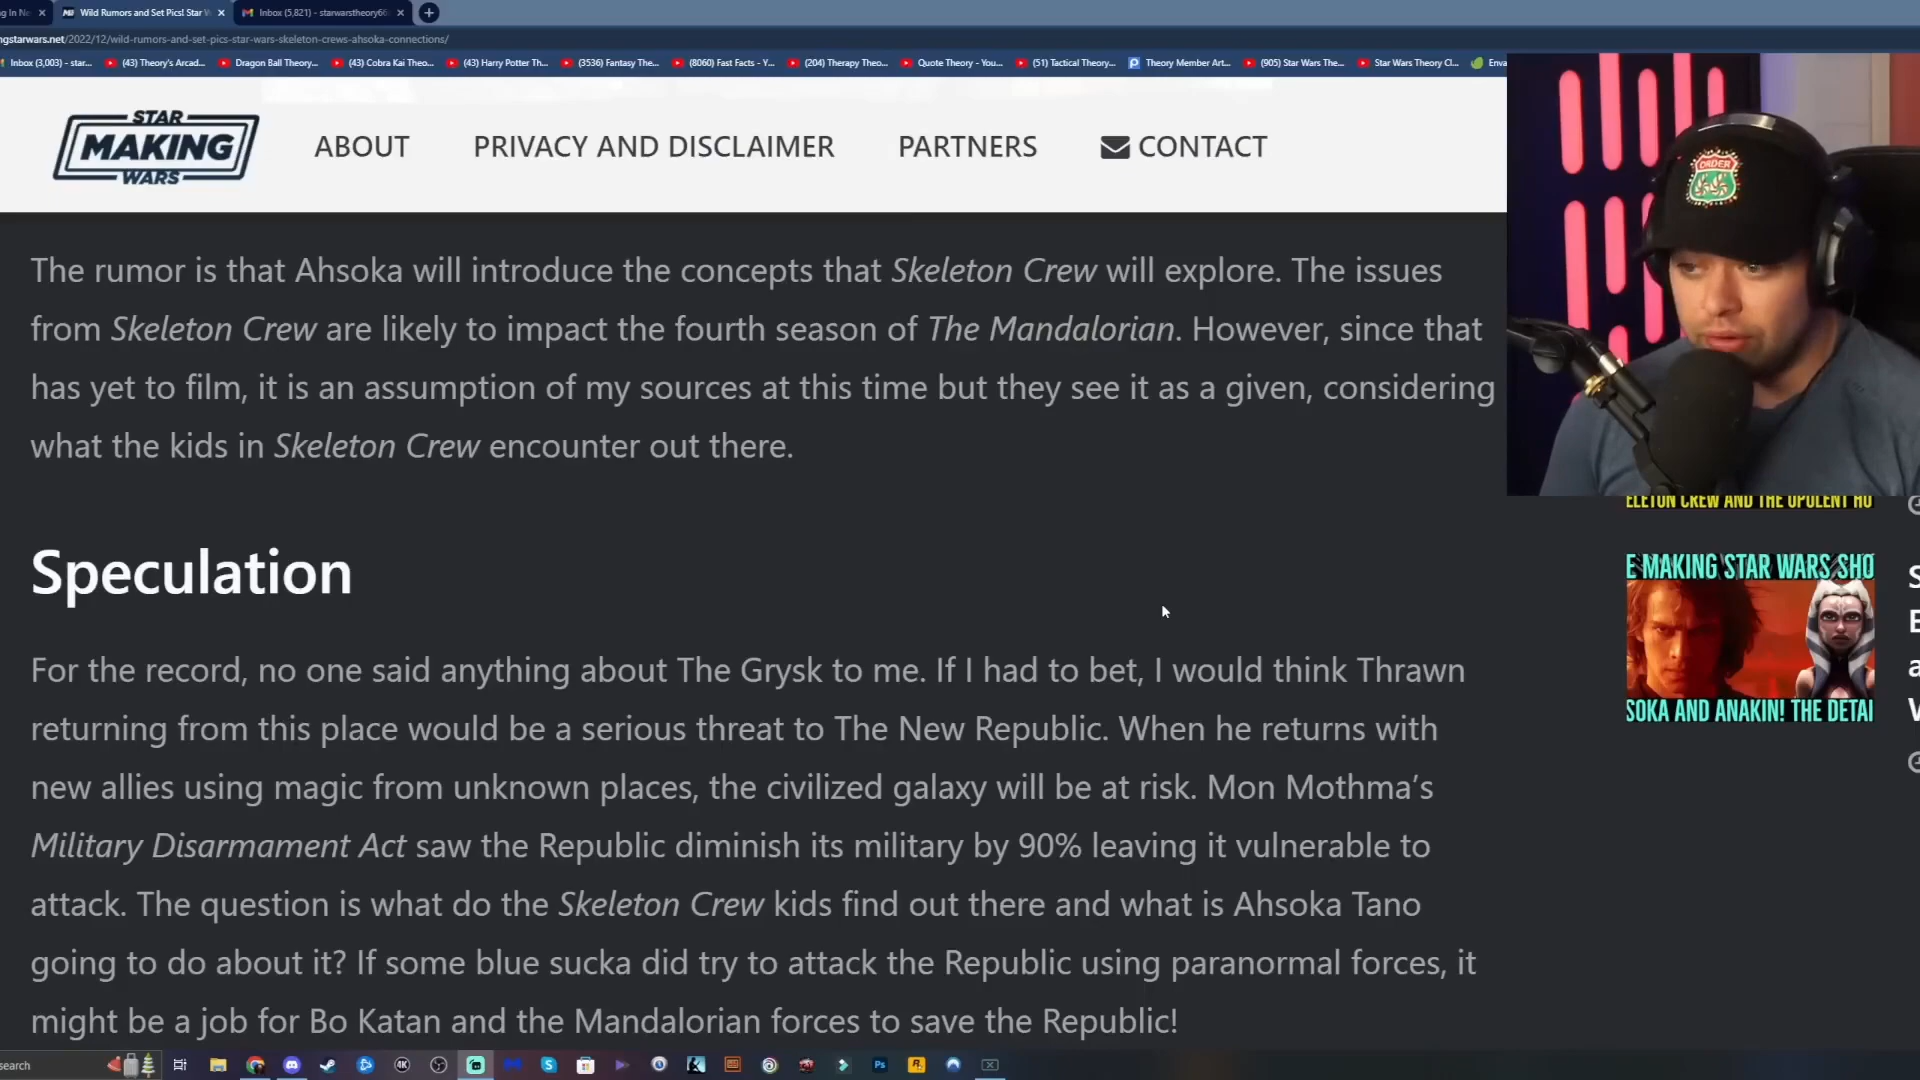 Wild Rumors and Set Pics! Star W
Inbox (5,821) - starwarstheory66
ngstarwars.net/2022/12/wild-rumors-and-set-pics-star-wars-skeleton-crews-ahsoka-connections/
Inbox (3,003) - star...
(43) Theory's Arcad...
Dragon Ball Theory...
(43) Cobra Kai Theo...
(43) Harry Potter Th...
(3536) Fantasy The...
(8060) Fast Facts - Y...
(204) Therapy Theo...
Quote Theory - You...
(51) Tactical Theory...
Theory Member Art...
(905) Star Wars The...
Star Wars Theory Cl...
Enva
STAR
MAKING
WARS
ABOUT
PRIVACY AND DISCLAIMER
PARTNERS
CONTACT
ORDER
The rumor is that Ahsoka will introduce the concepts that Skeleton Crew will explore. The issues
from Skeleton Crew are likely to impact the fourth season of The Mandalorian. However, since that
has yet to film, it is an assumption of my sources at this time but they see it as a given, considering
what the kids in Skeleton Crew encounter out there.
ELETON CREW AND THE OPULENT HO
E MAKING STAR WARS SHO
SOKA AND ANAKIN! THE DETAI
Speculation
For the record, no one said anything about The Grysk to me. If I had to bet, I would think Thrawn
returning from this place would be a serious threat to The New Republic. When he returns with
new allies using magic from unknown places, the civilized galaxy will be at risk. Mon Mothma’s
Military Disarmament Act saw the Republic diminish its military by 90% leaving it vulnerable to
attack. The question is what do the Skeleton Crew kids find out there and what is Ahsoka Tano
going to do about it? If some blue sucka did try to attack the Republic using paranormal forces, it
might be a job for Bo Katan and the Mandalorian forces to save the Republic!
search
4K
Ps